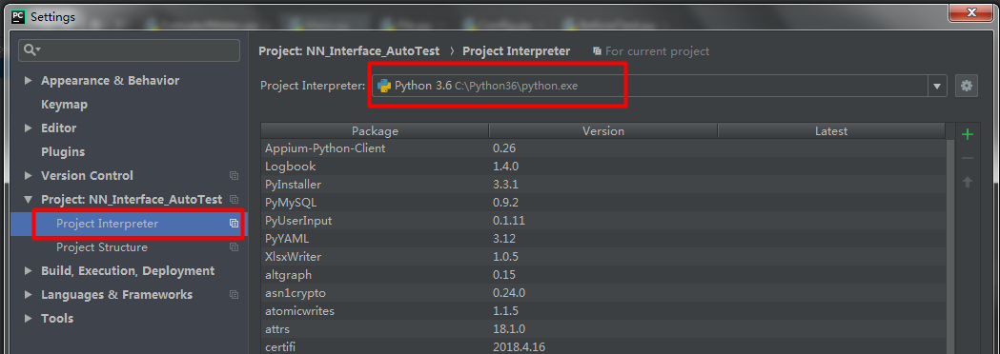 PC Settings
Project: NN_Interface_AutoTest › Project Interpreter For current project
Appearance & Behavior
Keymap
Editor
Plugins
Version Control
Project: NN_Interface_AutoTest
Project Interpreter
Project Structure
Build, Execution, Deployment
Languages & Frameworks
Tools
Project Interpreter: Python 3.6 C:\Python36\python.exe
Package Version Latest
Appium-Python-Client 0.26
Logbook 1.4.0
PyInstaller 3.3.1
PyMySQL 0.9.2
PyUserInput 0.1.11
PyYAML 3.12
XlsxWriter 1.0.5
altgraph 0.15
asn1crypto 0.24.0
atomicwrites 1.1.5
attrs 18.1.0
certifi 2018.4.16